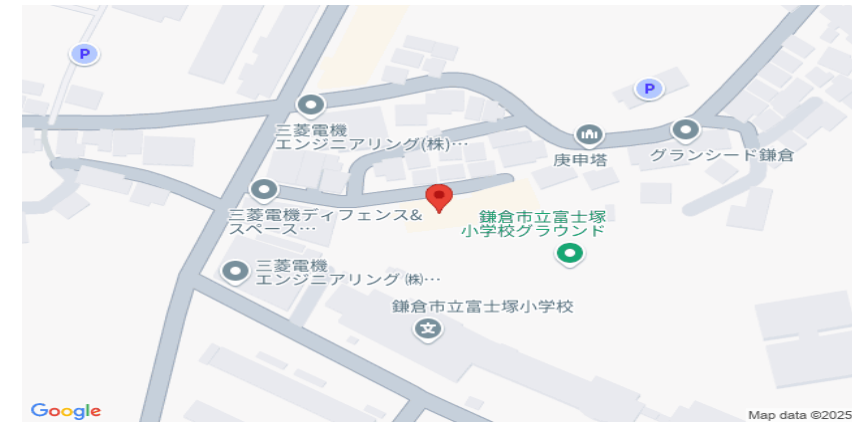 P
P
三菱電機
エンジニアリング(株)…
庚申塔
グランシード鎌倉
三菱電機ディフェンス&
スペース…
鎌倉市立富士塚
小学校グラウンド
三菱電機
エンジニアリング ㈱…
鎌倉市立富士塚小学校
文
Google
Map data ©2025